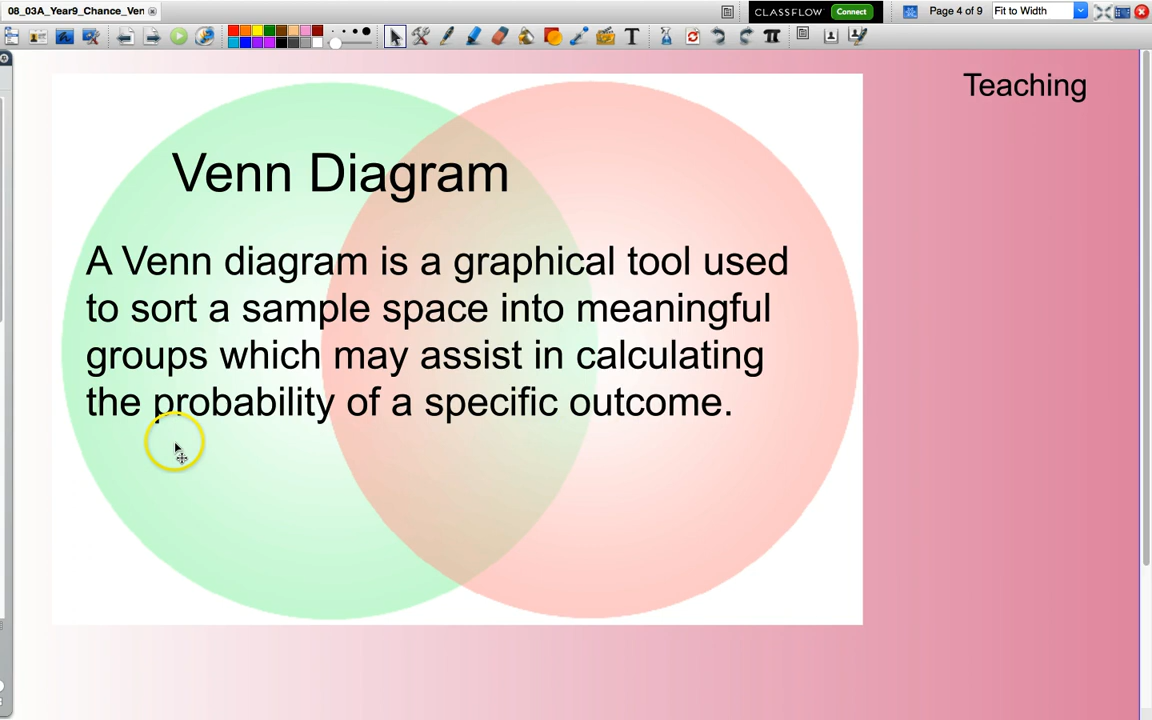 08_03A_Year9_Chance_Ven
CLASSFLOW Connect
Page 4 of 9
Fit to Width
T
Teaching
Venn Diagram
A Venn diagram is a graphical tool used
to sort a sample space into meaningful
groups which may assist in calculating
the probability of a specific outcome.